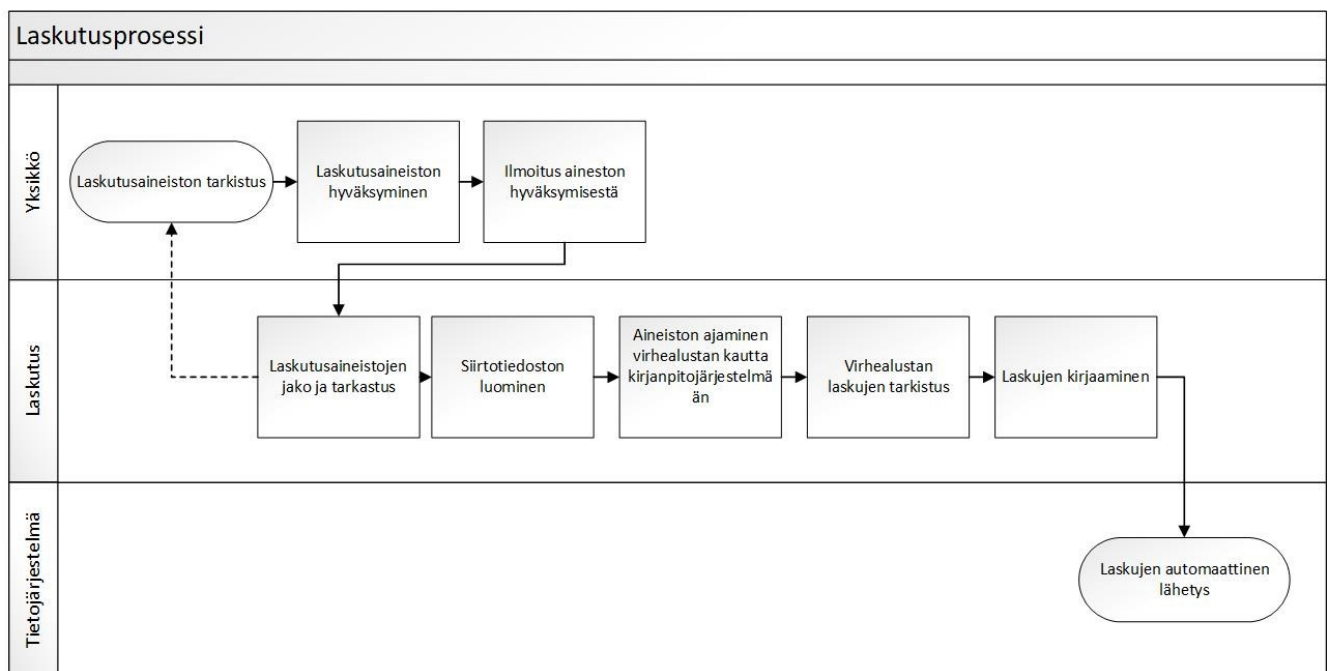 Laskutusprosessi
Yksikkö
Laskutusaineiston tarkistus
Laskutusaineiston
hyväksyminen
Ilmoitus aineston
hyväksymisestä
Laskutus
Laskutusaineistojen
jako ja tarkastus
Siirtotiedoston
luominen
Aineiston ajaminen
virhealustan kautta
kirjanpitojärjestelmä
än
Virhealustan
laskujen tarkistus
Laskujen kirjaaminen
Tietojärjestelmä
Laskujen automaattinen
lähetys